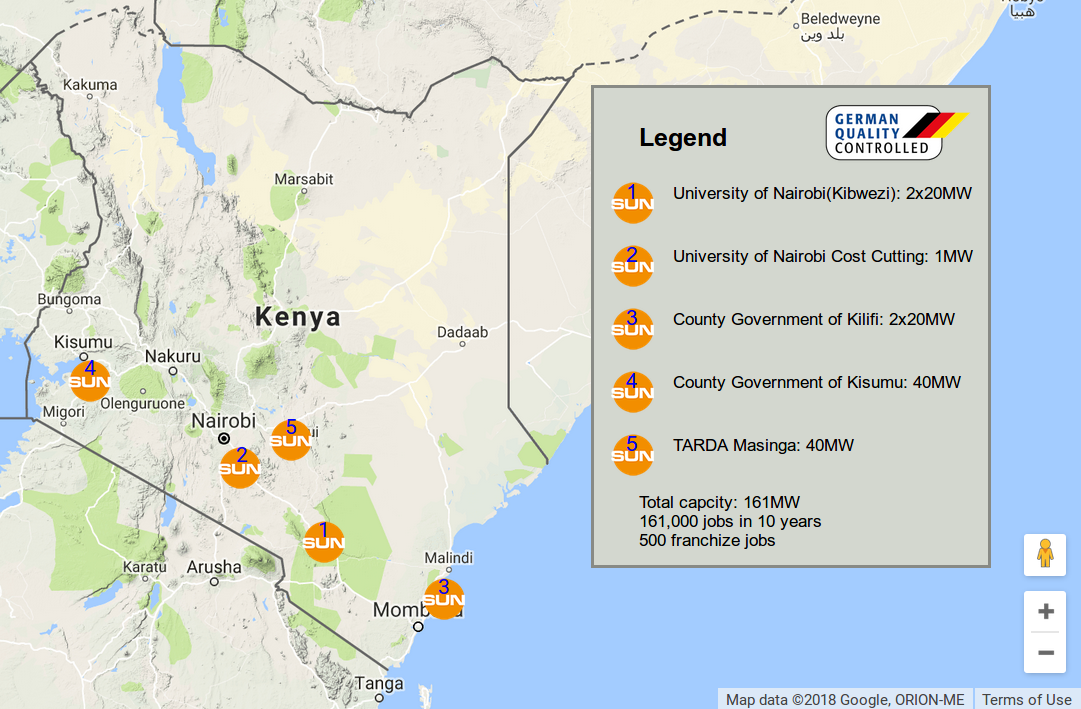 Beledweyne
بلد وين
هبيا
Kakuma
Marsabit
Bungoma
Kenya
Dadaab
Kisumu
Nakuru
4
SUN
Olenguruone
Migori
Nairobi
5
SUN
ui
2
SUN
1
SUN
Malindi
Karatu
Arusha
3
SUN
Tanga
Legend
GERMAN
QUALITY
CONTROLLED
1
SUN
University of Nairobi(Kibwezi): 2x20MW
2
SUN
University of Nairobi Cost Cutting: 1MW
3
SUN
County Government of Kilifi: 2x20MW
4
SUN
County Government of Kisumu: 40MW
5
SUN
TARDA Masinga: 40MW
Total capcity: 161MW
161,000 jobs in 10 years
500 franchize jobs
+
−
Map data ©2018 Google, ORION-ME
Terms of Use